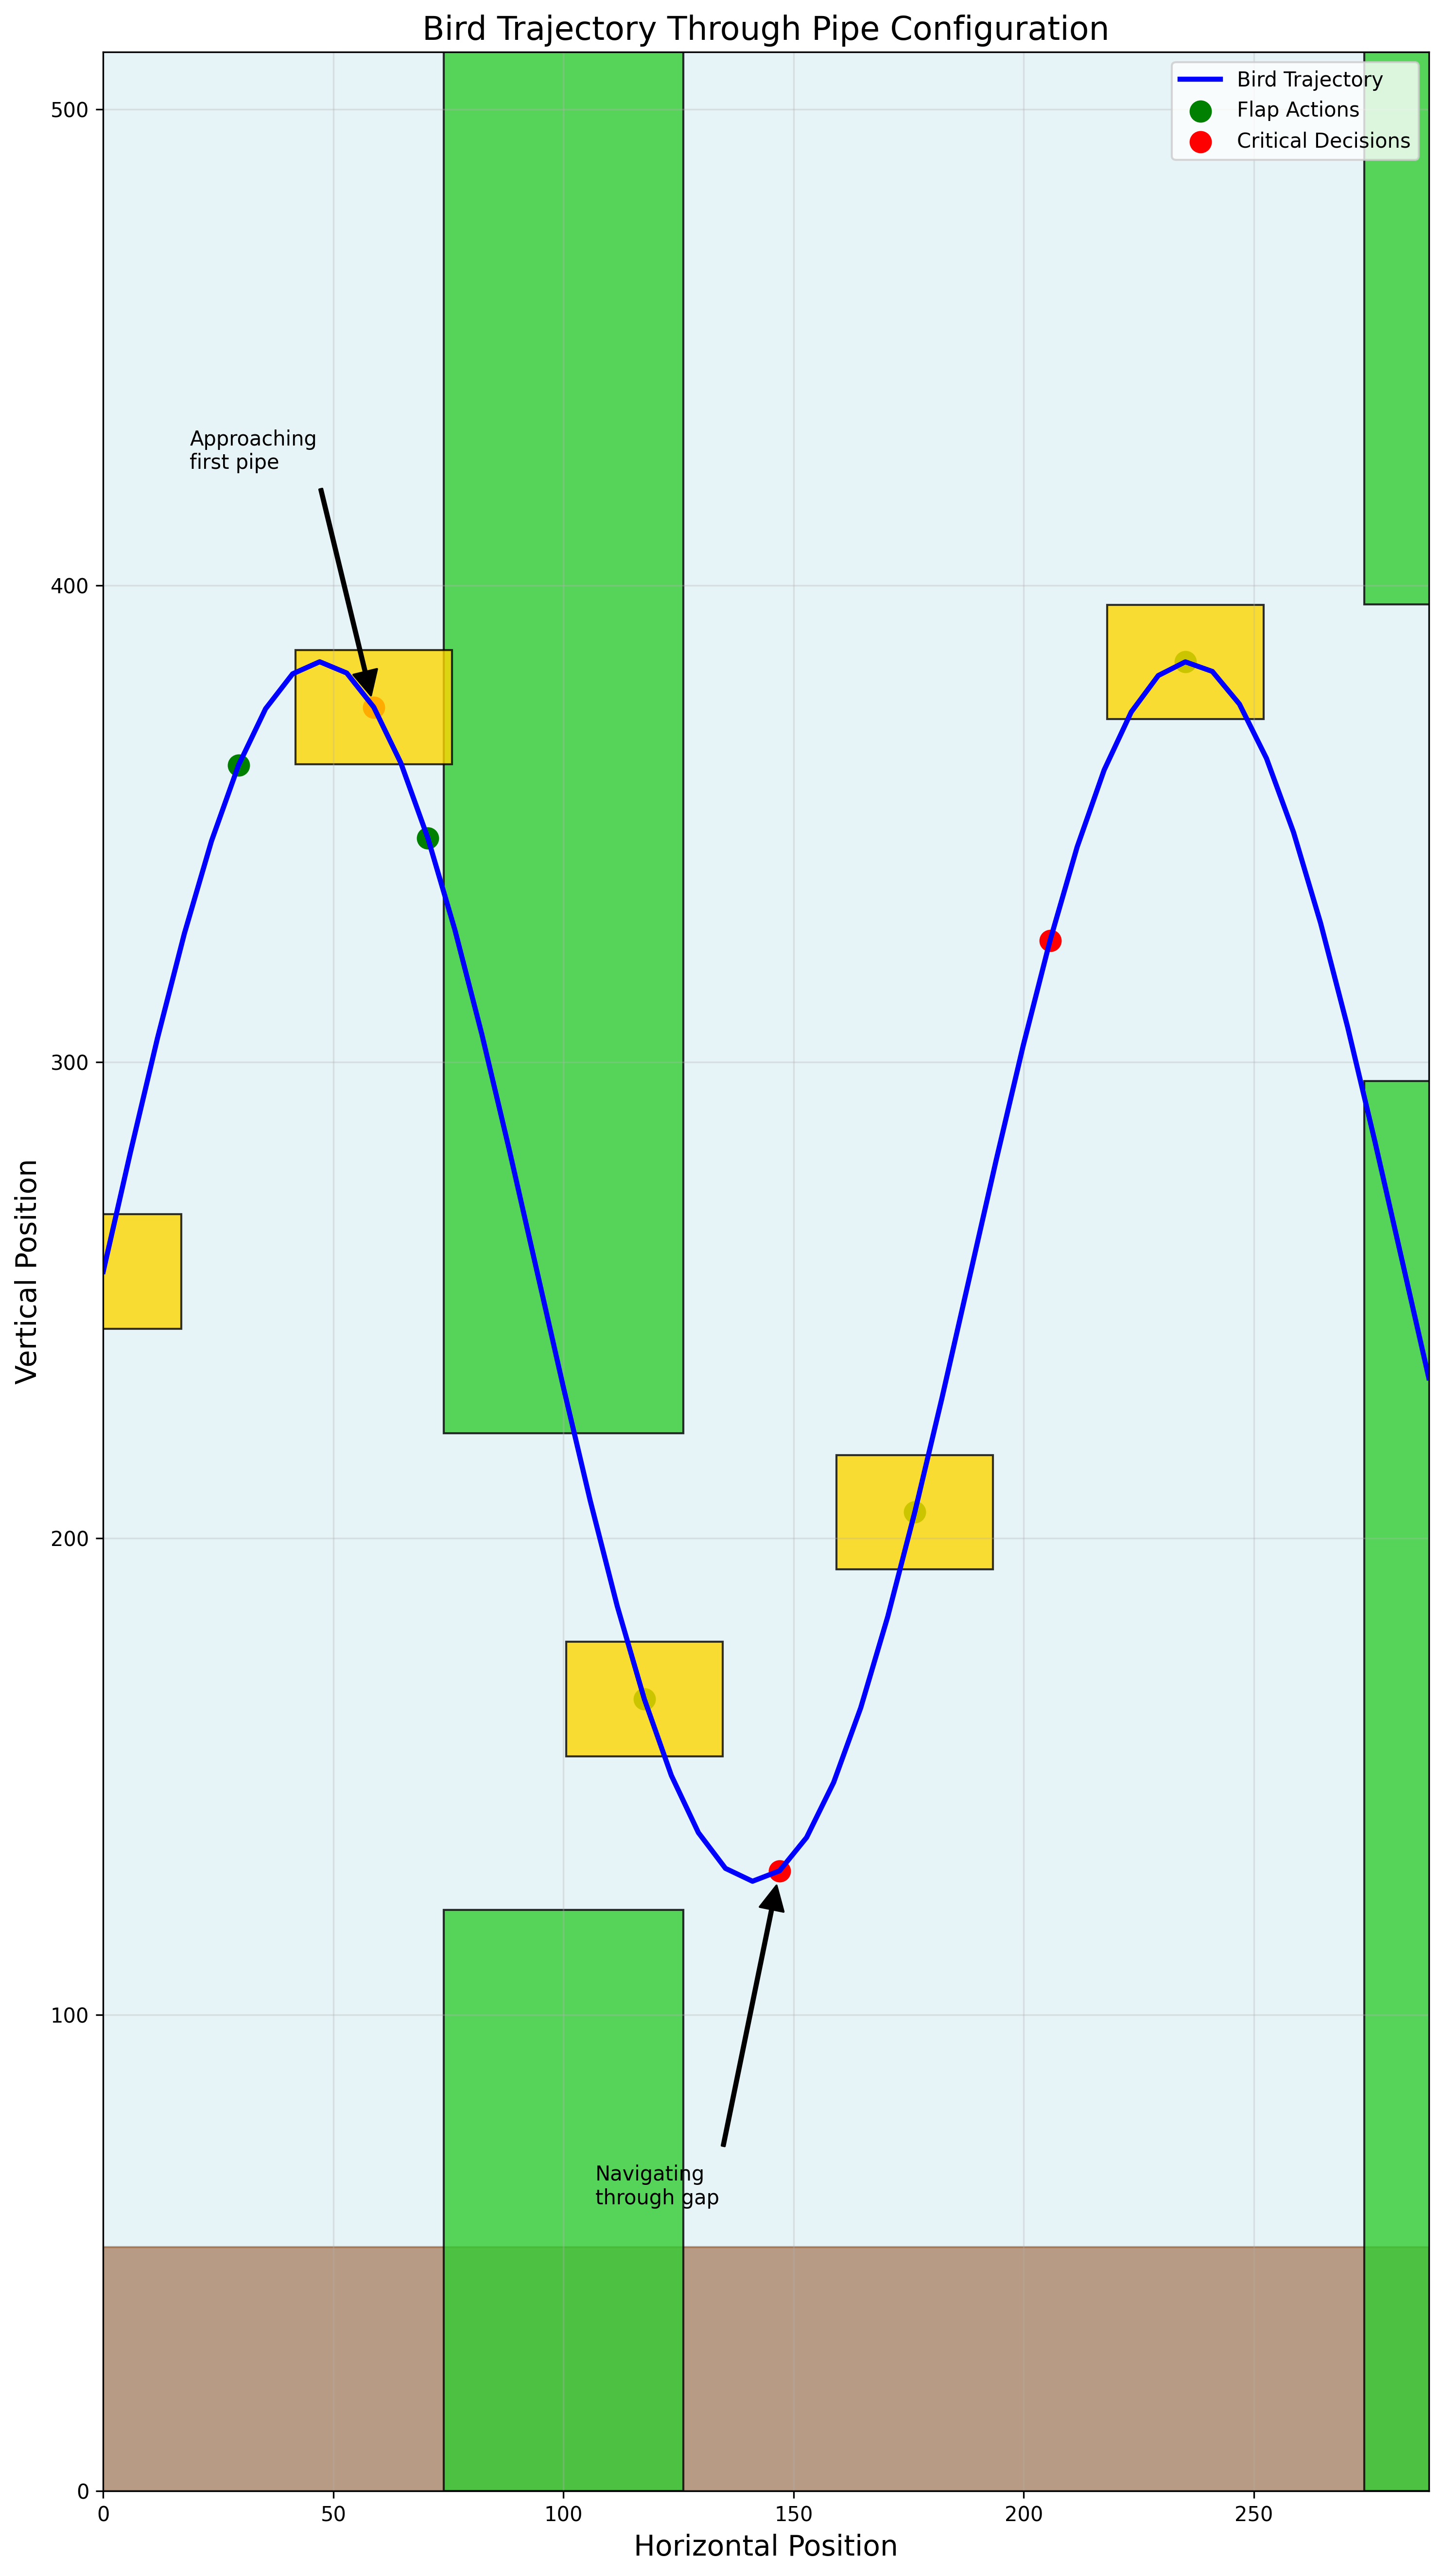 Bird Trajectory Through Pipe Configuration
Bird Trajectory
Flap Actions
Critical Decisions
500
400
300
200
100
0
Approaching
first pipe
Navigating
through gap
Vertical Position
0
50
100
150
200
250
Horizontal Position